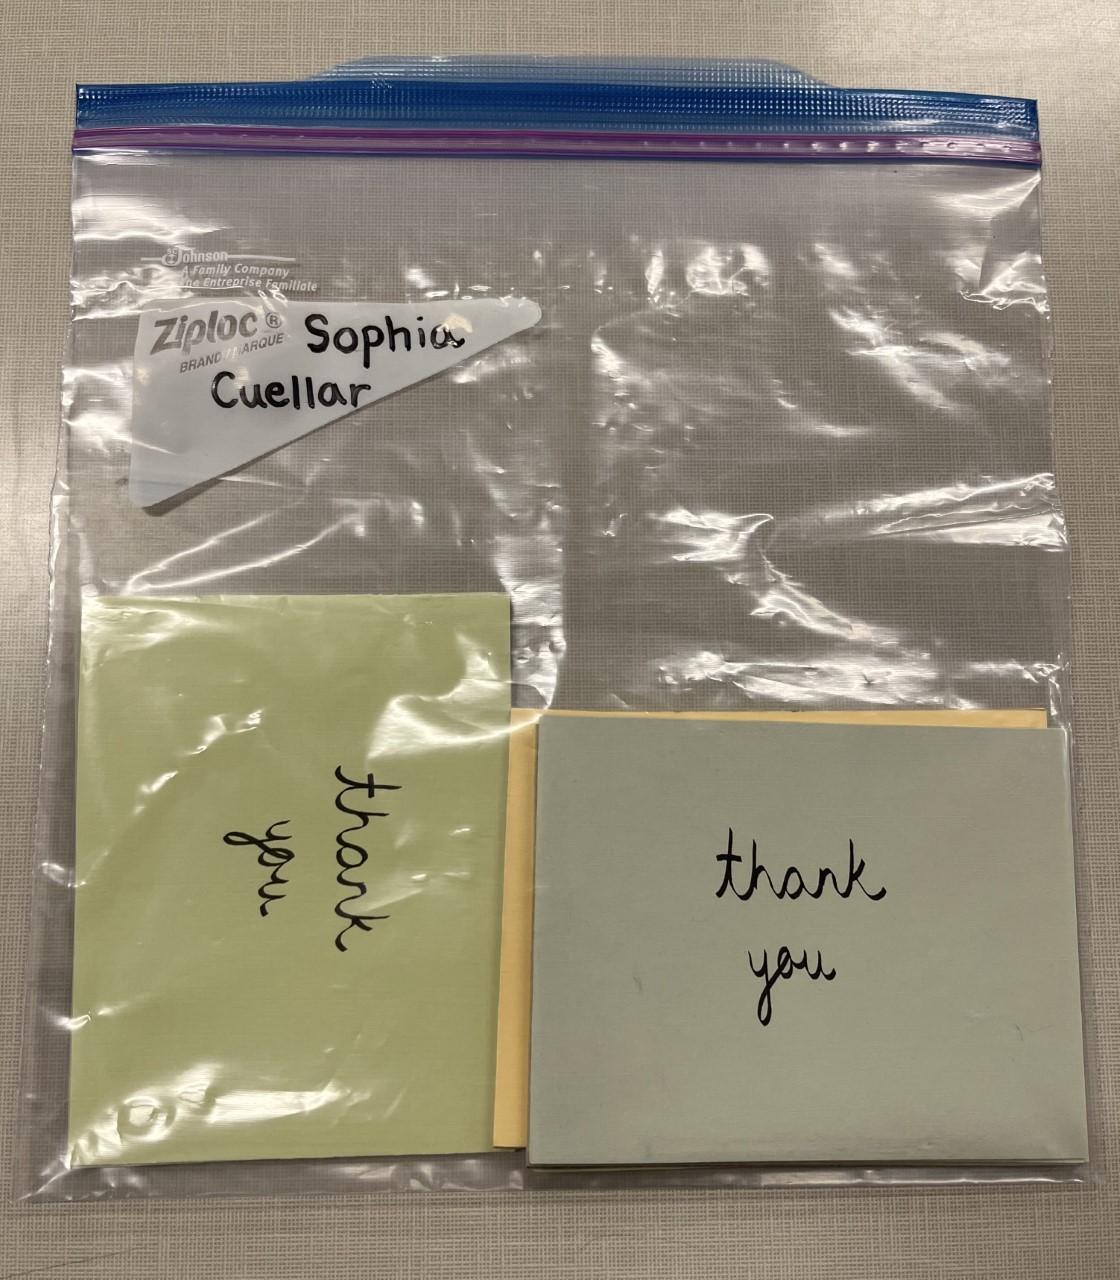 SC Johnson
A Family Company
Une Entreprise Familiale
Ziploc® Sophia
BRAND / MARQUE
Cuellar
thank
you
thank
you